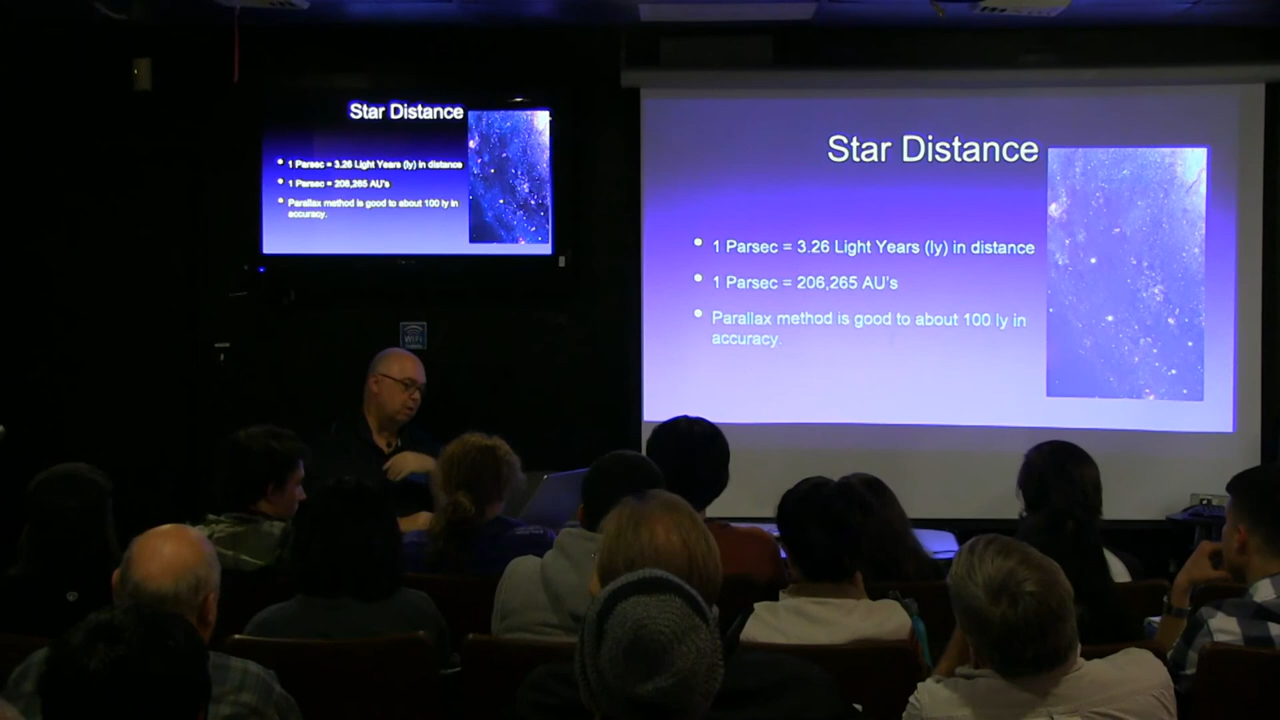 Star Distance
1 Parsec = 3.26 Light Years (ly) in distance
1 Parsec = 206,265 AU's
Parallax method is good to about 100 ly in
accuracy.
Star Distance
1 Parsec = 3.26 Light Years (ly) in distance
1 Parsec = 206,265 AU's
Parallax method is good to about 100 ly in
accuracy.
WiFi